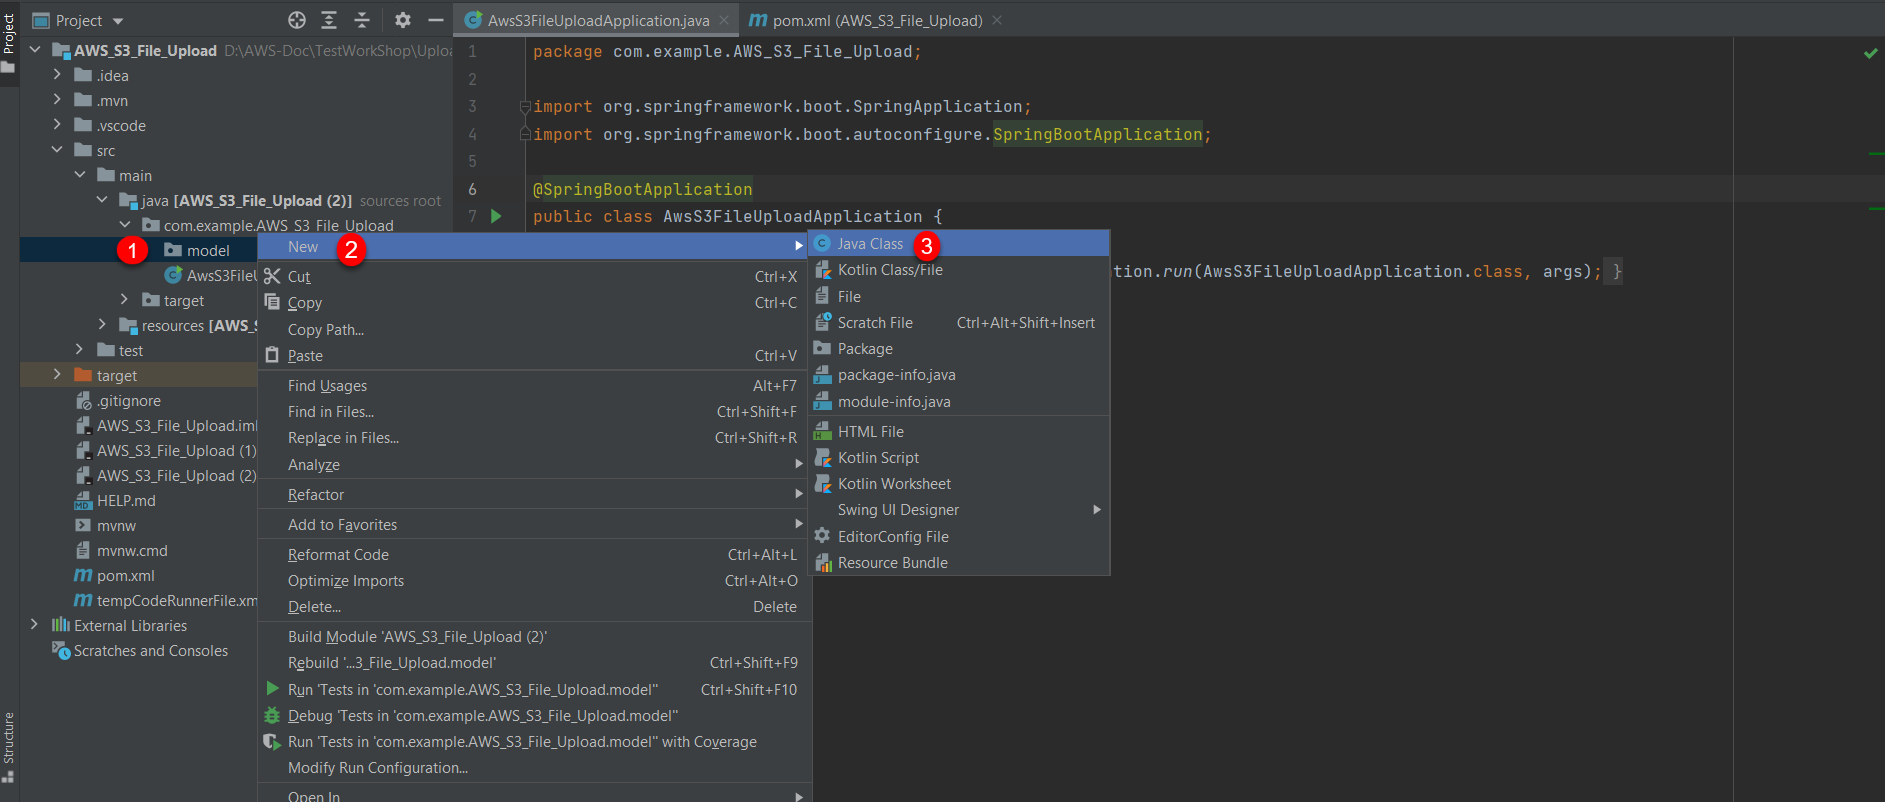 Project
Project
AwsS3FileUploadApplication.java
pom.xml (AWS_S3_File_Upload)
AWS_S3_File_Upload D:\AWS-Doc\TestWorkShop\Uplo
.idea
.mvn
.vscode
src
main
java [AWS_S3_File_Upload (2)] sources root
com.example.AWS_S3_File_Upload
1
model
AwsS3FileU
target
resources [AWS_S
test
target
.gitignore
AWS_S3_File_Upload.iml
AWS_S3_File_Upload (1)
AWS_S3_File_Upload (2)
HELP.md
mvnw
mvnw.cmd
pom.xml
tempCodeRunnerFile.xm
External Libraries
Scratches and Consoles
Structure
1 package com.example.AWS_S3_File_Upload;
2
3 import org.springframework.boot.SpringApplication;
4 import org.springframework.boot.autoconfigure.SpringBootApplication;
5
6 @SpringBootApplication
7 public class AwsS3FileUploadApplication {
tion.run(AwsS3FileUploadApplication.class, args); }
New 2
Cut Ctrl+X
Copy Ctrl+C
Copy Path...
Paste Ctrl+V
Find Usages Alt+F7
Find in Files... Ctrl+Shift+F
Replace in Files... Ctrl+Shift+R
Analyze
Refactor
Add to Favorites
Reformat Code Ctrl+Alt+L
Optimize Imports Ctrl+Alt+O
Delete... Delete
Build Module 'AWS_S3_File_Upload (2)'
Rebuild '...3_File_Upload.model' Ctrl+Shift+F9
Run 'Tests in 'com.example.AWS_S3_File_Upload.model'' Ctrl+Shift+F10
Debug 'Tests in 'com.example.AWS_S3_File_Upload.model''
Run 'Tests in 'com.example.AWS_S3_File_Upload.model'' with Coverage
Modify Run Configuration...
Open In
Java Class 3
Kotlin Class/File
File
Scratch File Ctrl+Alt+Shift+Insert
Package
package-info.java
module-info.java
HTML File
Kotlin Script
Kotlin Worksheet
Swing UI Designer
EditorConfig File
Resource Bundle